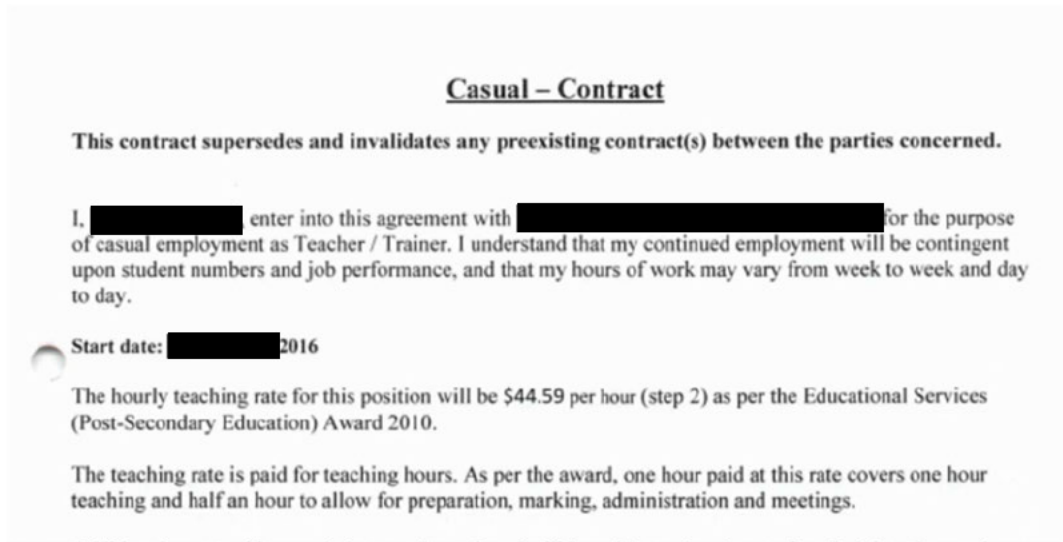 Casual – Contract
This contract supersedes and invalidates any preexisting contract(s) between the parties concerned.
I, enter into this agreement with for the purpose
of casual employment as Teacher / Trainer. I understand that my continued employment will be contingent
upon student numbers and job performance, and that my hours of work may vary from week to week and day
to day.
Start date: 2016
The hourly teaching rate for this position will be $44.59 per hour (step 2) as per the Educational Services
(Post-Secondary Education) Award 2010.
The teaching rate is paid for teaching hours. As per the award, one hour paid at this rate covers one hour
teaching and half an hour to allow for preparation, marking, administration and meetings.